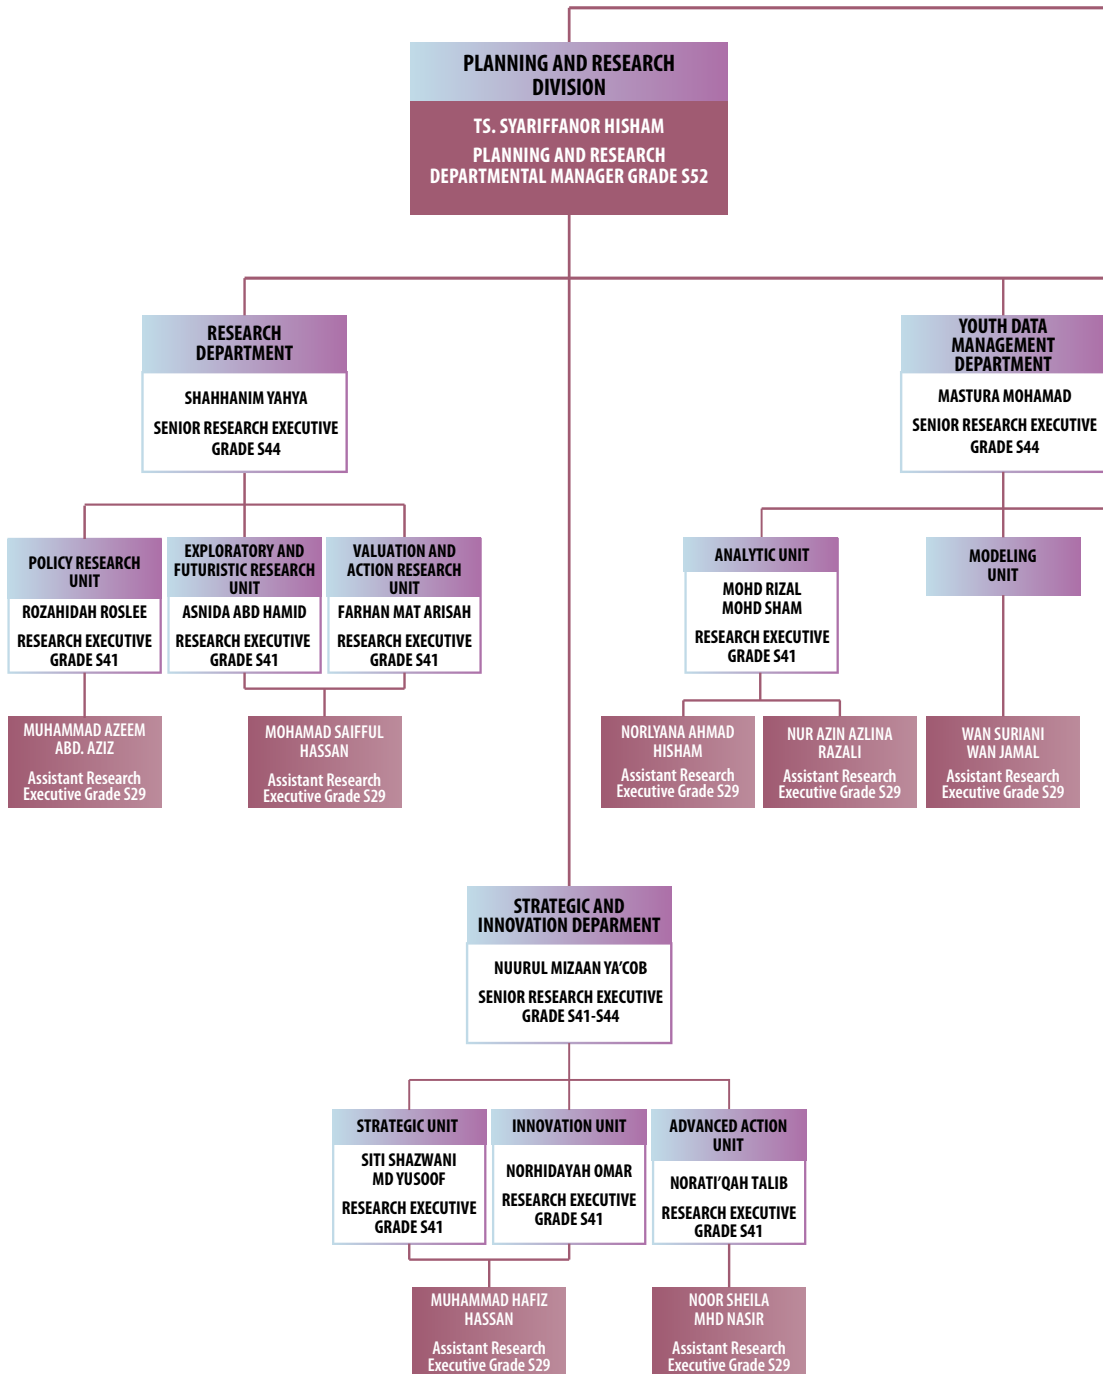 PLANNING AND RESEARCH
DIVISION
TS. SYARIFFANOR HISHAM
PLANNING AND RESEARCH
DEPARTMENTAL MANAGER GRADE S52
RESEARCH
DEPARTMENT
SHAHHANIM YAHYA
SENIOR RESEARCH EXECUTIVE
GRADE S44
YOUTH DATA
MANAGEMENT
DEPARTMENT
MASTURA MOHAMAD
SENIOR RESEARCH EXECUTIVE
GRADE S44
POLICY RESEARCH
UNIT
ROZAHIDAH ROSLEE
RESEARCH EXECUTIVE
GRADE S41
EXPLORATORY AND
FUTURISTIC RESEARCH
UNIT
ASNIDA ABD HAMID
RESEARCH EXECUTIVE
GRADE S41
VALUATION AND
ACTION RESEARCH
UNIT
FARHAN MAT ARISAH
RESEARCH EXECUTIVE
GRADE S41
ANALYTIC UNIT
MOHD RIZAL
MOHD SHAM
RESEARCH EXECUTIVE
GRADE S41
MODELING
UNIT
MUHAMMAD AZEEM
ABD. AZIZ
Assistant Research
Executive Grade S29
MOHAMAD SAIFFUL
HASSAN
Assistant Research
Executive Grade S29
NORLYANA AHMAD
HISHAM
Assistant Research
Executive Grade S29
NUR AZIN AZLINA
RAZALI
Assistant Research
Executive Grade S29
WAN SURIANI
WAN JAMAL
Assistant Research
Executive Grade S29
STRATEGIC AND
INNOVATION DEPARMENT
NUURUL MIZAAN YA’COB
SENIOR RESEARCH EXECUTIVE
GRADE S41-S44
STRATEGIC UNIT
SITI SHAZWANI
MD YUSOOF
RESEARCH EXECUTIVE
GRADE S41
INNOVATION UNIT
NORHIDAYAH OMAR
RESEARCH EXECUTIVE
GRADE S41
ADVANCED ACTION
UNIT
NORATI’QAH TALIB
RESEARCH EXECUTIVE
GRADE S41
MUHAMMAD HAFIZ
HASSAN
Assistant Research
Executive Grade S29
NOOR SHEILA
MHD NASIR
Assistant Research
Executive Grade S29